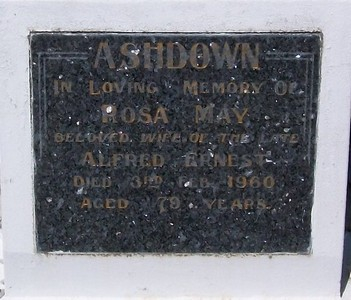 ASHDOWN
IN LOVING MEMORY OF
ROSA MAY
BELOVED WIFE OF THE LATE
ALFRED ERNEST
DIED 3RD FEB. 1960
AGED 79 YEARS